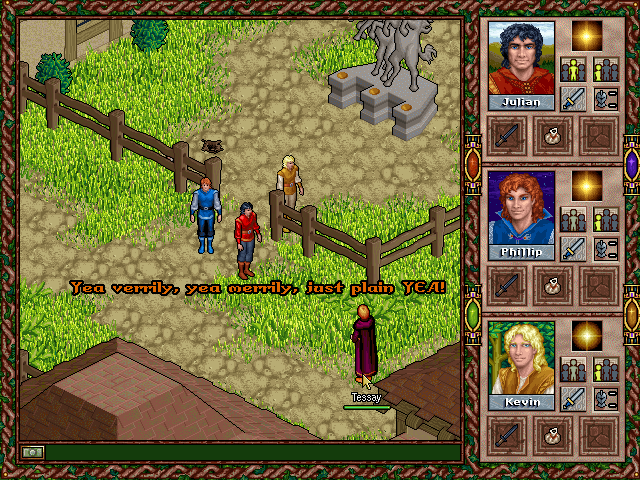 Julian
Yea verrily, yea merrily, just plain YEA!
Phillip
Tessay
Kevin